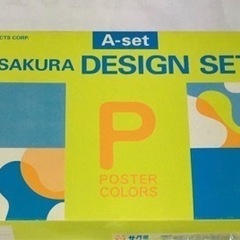 CTS CORP.
A-set
SAKURA DESIGN SET
P
POSTER
COLORS
サクラ